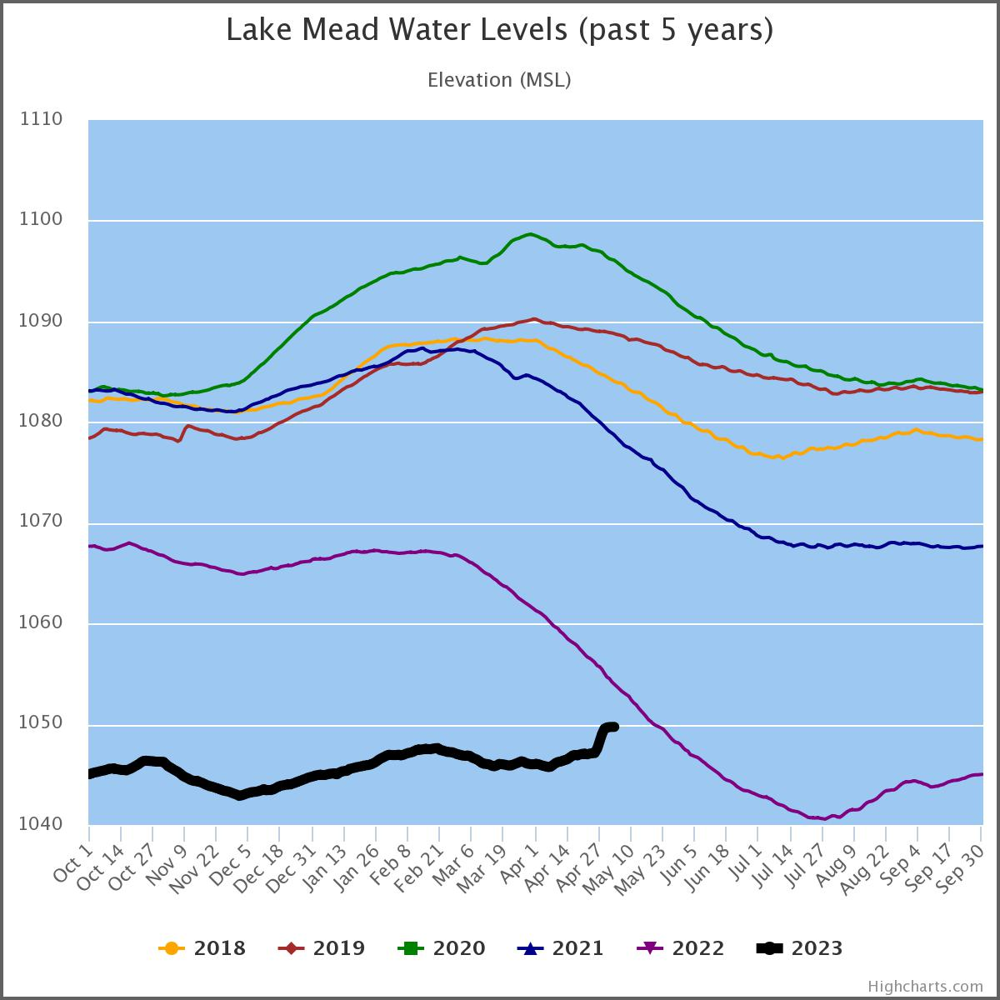 Lake Mead Water Levels (past 5 years)
Elevation (MSL)
1110
1100
1090
1080
1070
1060
1050
1040
Oct 1
Oct 14
Oct 27
Nov 9
Nov 22
Dec 5
Dec 18
Dec 31
Jan 13
Jan 26
Feb 8
Feb 21
Mar 6
Mar 19
Apr 1
Apr 14
Apr 27
May 10
May 23
Jun 5
Jun 18
Jul 1
Jul 14
Jul 27
Aug 9
Aug 22
Sep 4
Sep 17
Sep 30
2018 2019 2020 2021 2022 2023
Highcharts.com